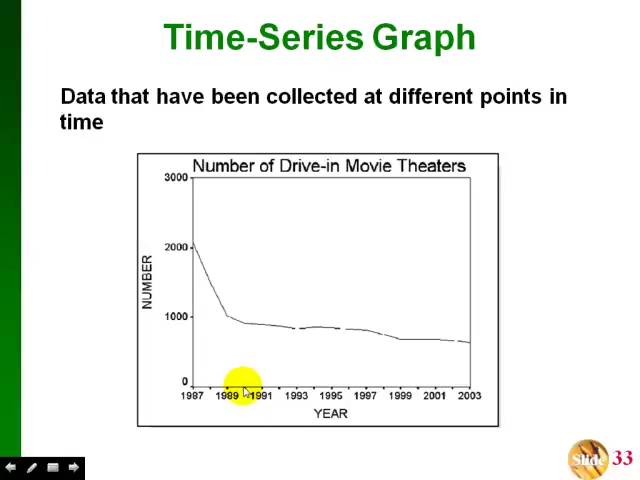 Time-Series Graph
Data that have been collected at different points in
time
Number of Drive-in Movie Theaters
3000
2000
1000
0
NUMBER
1987 1989 1991 1993 1995 1997 1999 2001 2003
YEAR
Slide 33